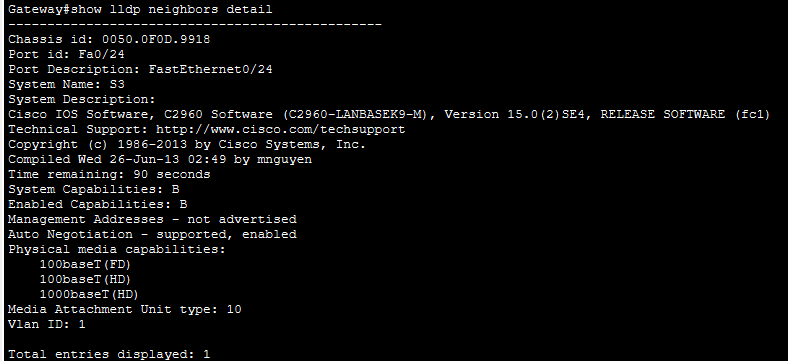 Gateway#show lldp neighbors detail
------------------------------------------------
Chassis id: 0050.0F0D.9918
Port id: Fa0/24
Port Description: FastEthernet0/24
System Name: S3
System Description:
Cisco IOS Software, C2960 Software (C2960-LANBASEK9-M), Version 15.0(2)SE4, RELEASE SOFTWARE (fc1)
Technical Support: http://www.cisco.com/techsupport
Copyright (c) 1986-2013 by Cisco Systems, Inc.
Compiled Wed 26-Jun-13 02:49 by mnguyen
Time remaining: 90 seconds
System Capabilities: B
Enabled Capabilities: B
Management Addresses - not advertised
Auto Negotiation - supported, enabled
Physical media capabilities:
    100baseT(FD)
    100baseT(HD)
    1000baseT(HD)
Media Attachment Unit type: 10
Vlan ID: 1

Total entries displayed: 1